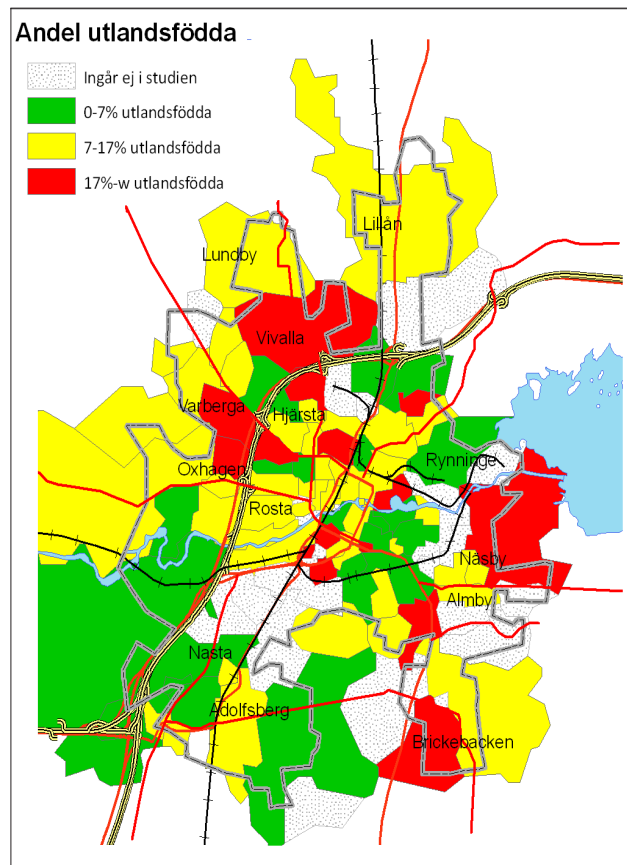 Andel utlandsfödda
Ingår ej i studien
0-7% utlandsfödda
7-17% utlandsfödda
17%-w utlandsfödda
Lillån
Lundby
Vivalla
Varberga
Hjärsta
Oxhagen
Rynninge
Rosta
Näsby
Almby
Nasta
Adolfsberg
Brickebacken